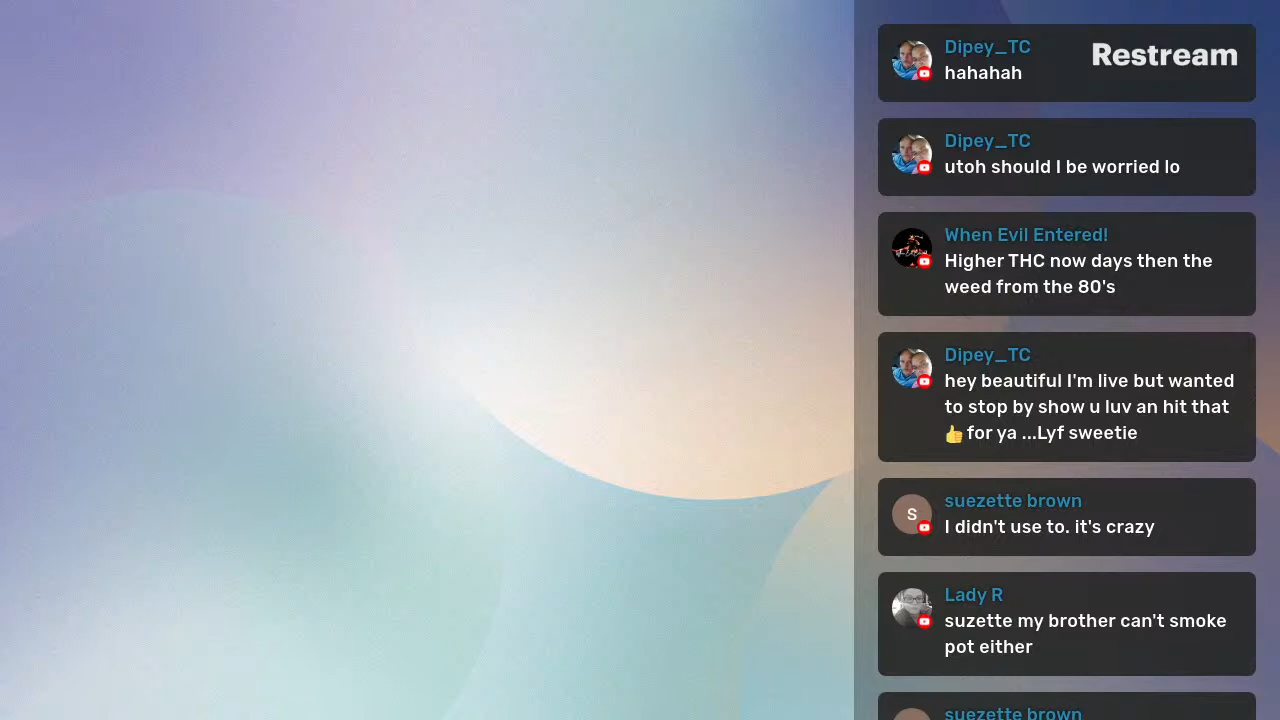 Dipey_TC
Restream
hahahah
Dipey_TC
utoh should I be worried lo
When Evil Entered!
Higher THC now days then the
weed from the 80's
Dipey_TC
hey beautiful I'm live but wanted
to stop by show u luv an hit that
👍 for ya ...Lyf sweetie
S
suezette brown
I didn't use to. it's crazy
Lady R
suzette my brother can't smoke
pot either
suezette brown